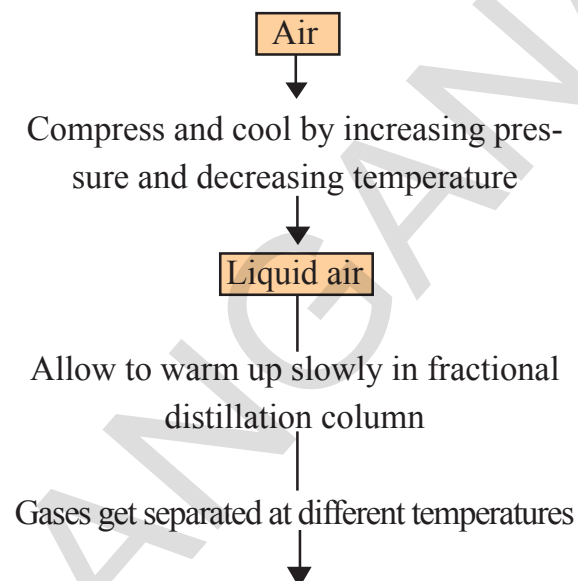 Air
Compress and cool by increasing pres-
sure and decreasing temperature
Liquid air
Allow to warm up slowly in fractional
distillation column
Gases get separated at different temperatures